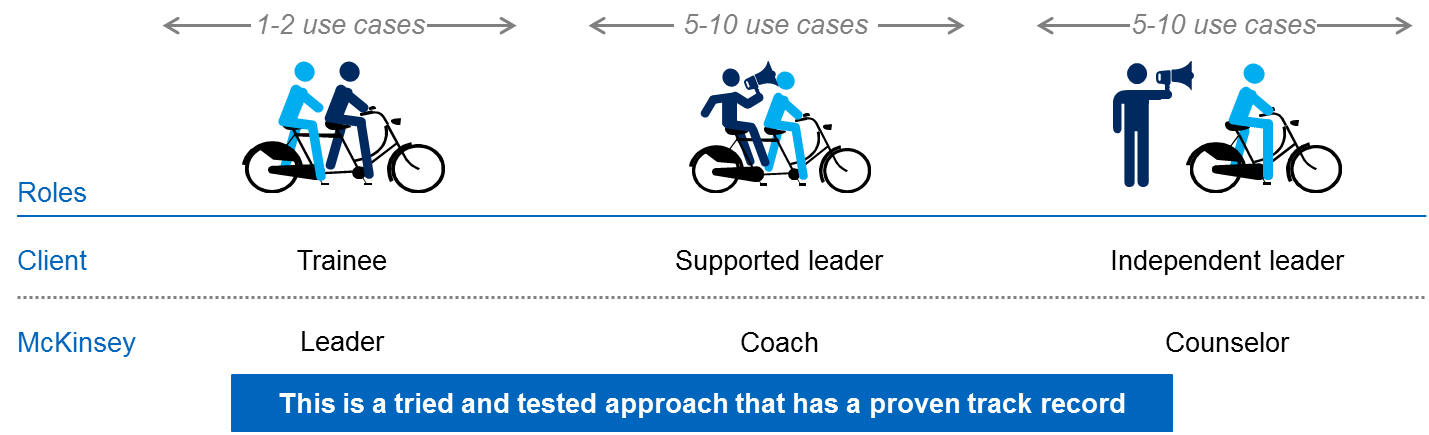 1-2 use cases
5-10 use cases
5-10 use cases
Roles
Client
Trainee
Supported leader
Independent leader
McKinsey
Leader
Coach
Counselor
This is a tried and tested approach that has a proven track record